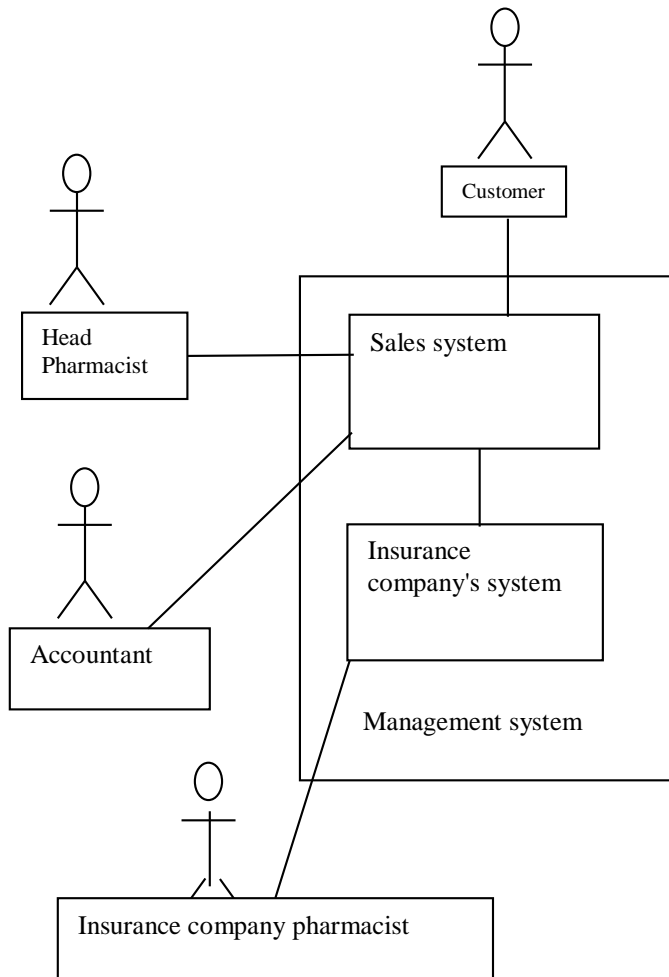 Customer
Head
Pharmacist
Sales system
Insurance
company's system
Accountant
Management system
Insurance company pharmacist